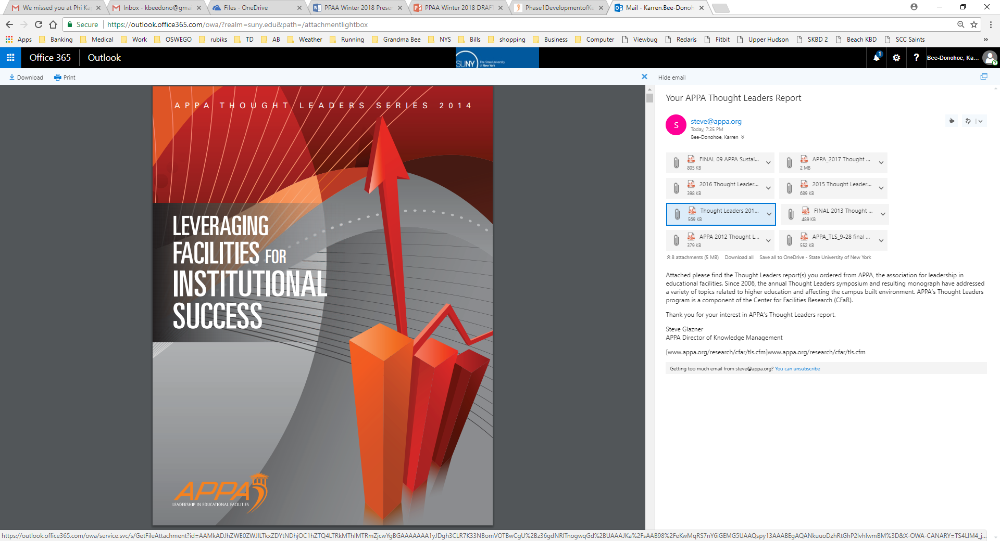 We missed you at Phi Ka
Inbox - kbeedono@gma
Files - OneDrive
PPAA Winter 2018 Preser
PPAA Winter 2018 DRAF
Phase1DevelopmentofKe
Mail - Karren.Bee-Donoh
Secure
https://outlook.office365.com/owa/?realm=suny.edu&path=/attachmentlightbox
Apps Banking Medical Work OSWEGO rubiks TD AB Weather Running Grandma Bee NYS Bills shopping Business Computer Viewbug Redaris Fitbit Upper Hudson SKBD 2 Beach KBD SCC Saints »
Office 365 Outlook
SUNY The State University of New York
1
?
Bee-Donohoe, Ka...
Download Print
Hide email
APPA THOUGHT LEADERS SERIES 2014
LEVERAGING
FACILITIES FOR
INSTITUTIONAL
SUCCESS
APPA
LEADERSHIP IN EDUCATIONAL FACILITIES
Your APPA Thought Leaders Report
S
steve@appa.org
Today, 7:25 PM
Bee-Donohoe, Karren
FINAL 09 APPA Sustai...
805 KB
APPA_2017 Thought ...
2 MB
2016 Thought Leader...
398 KB
2015 Thought Leader...
689 KB
Thought Leaders 201...
569 KB
FINAL 2013 Thought ...
489 KB
APPA 2012 Thought L...
379 KB
APPA_TLS_9-28 final ...
552 KB
8 attachments (5 MB) Download all Save all to OneDrive - State University of New York
Attached please find the Thought Leaders report(s) you ordered from APPA, the association for leadership in
educational facilities. Since 2006, the annual Thought Leaders symposium and resulting monograph have addressed
a variety of topics related to higher education and affecting the campus built environment. APPA's Thought Leaders
program is a component of the Center for Facilities Research (CFaR).
Thank you for your interest in APPA's Thought Leaders report.
Steve Glazner
APPA Director of Knowledge Management
[www.appa.org/research/cfar/tls.cfm]www.appa.org/research/cfar/tls.cfm
Getting too much email from steve@appa.org? You can unsubscribe